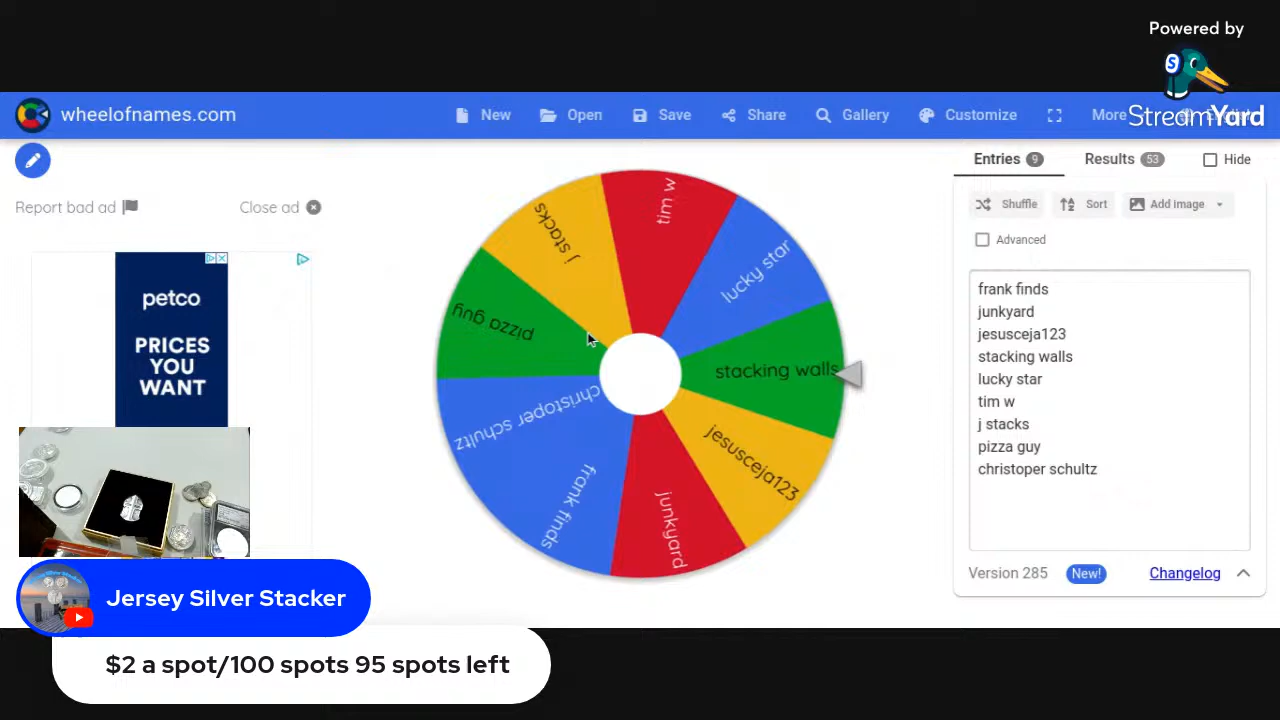 Powered by
StreamYard
wheelofnames.com
New
Open
Save
Share
Gallery
Customize
More
Entries 9
Results 53
Hide
Report bad ad
Close ad
Shuffle
Sort
Add image
Advanced
petco
PRICES
YOU
WANT
tim w
lucky star
stacking walls
jesusceja123
junkyard
frank finds
christoper schultz
pizza guy
j stacks
frank finds
junkyard
jesusceja123
stacking walls
lucky star
tim w
j stacks
pizza guy
christoper schultz
Version 285
New!
Changelog
Jersey Silver Stacker
$2 a spot/100 spots 95 spots left